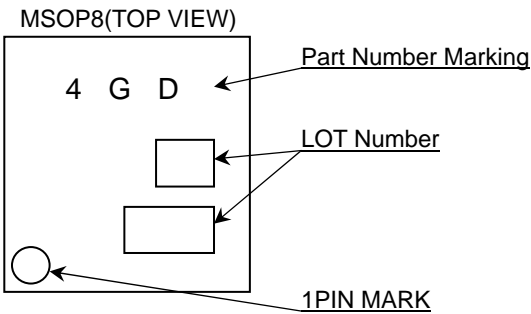 MSOP8(TOP VIEW)
Part Number Marking
4 G D
LOT Number
1PIN MARK